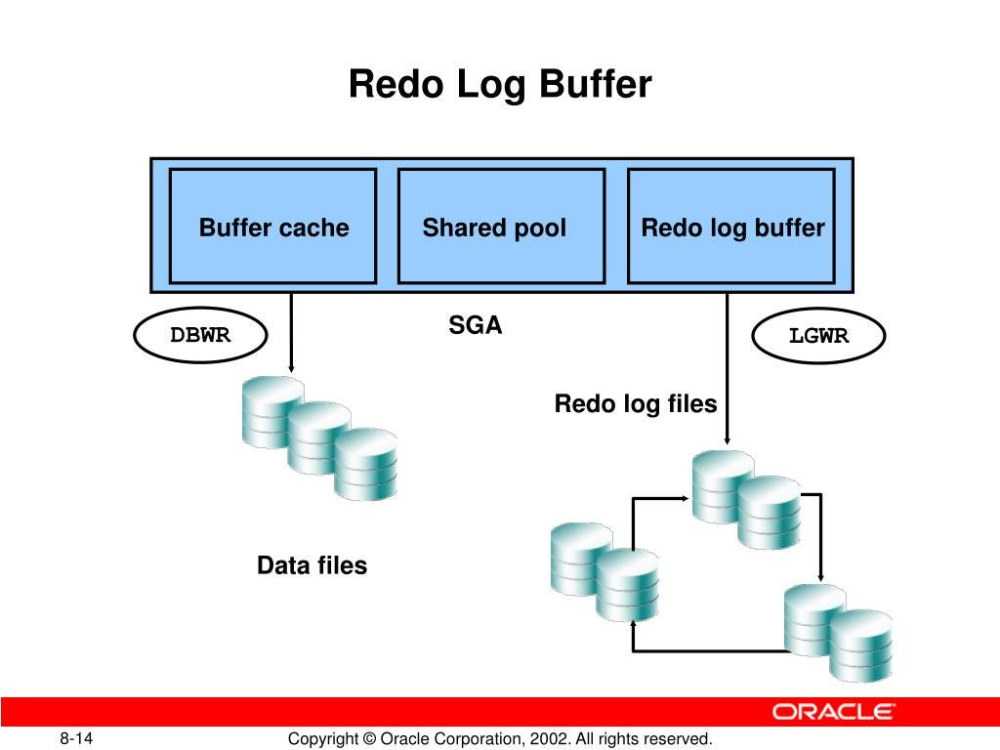 Redo Log Buffer
Buffer cache
Shared pool
Redo log buffer
DBWR
SGA
LGWR
Redo log files
Data files
ORACLE®
8-14
Copyright © Oracle Corporation, 2002. All rights reserved.